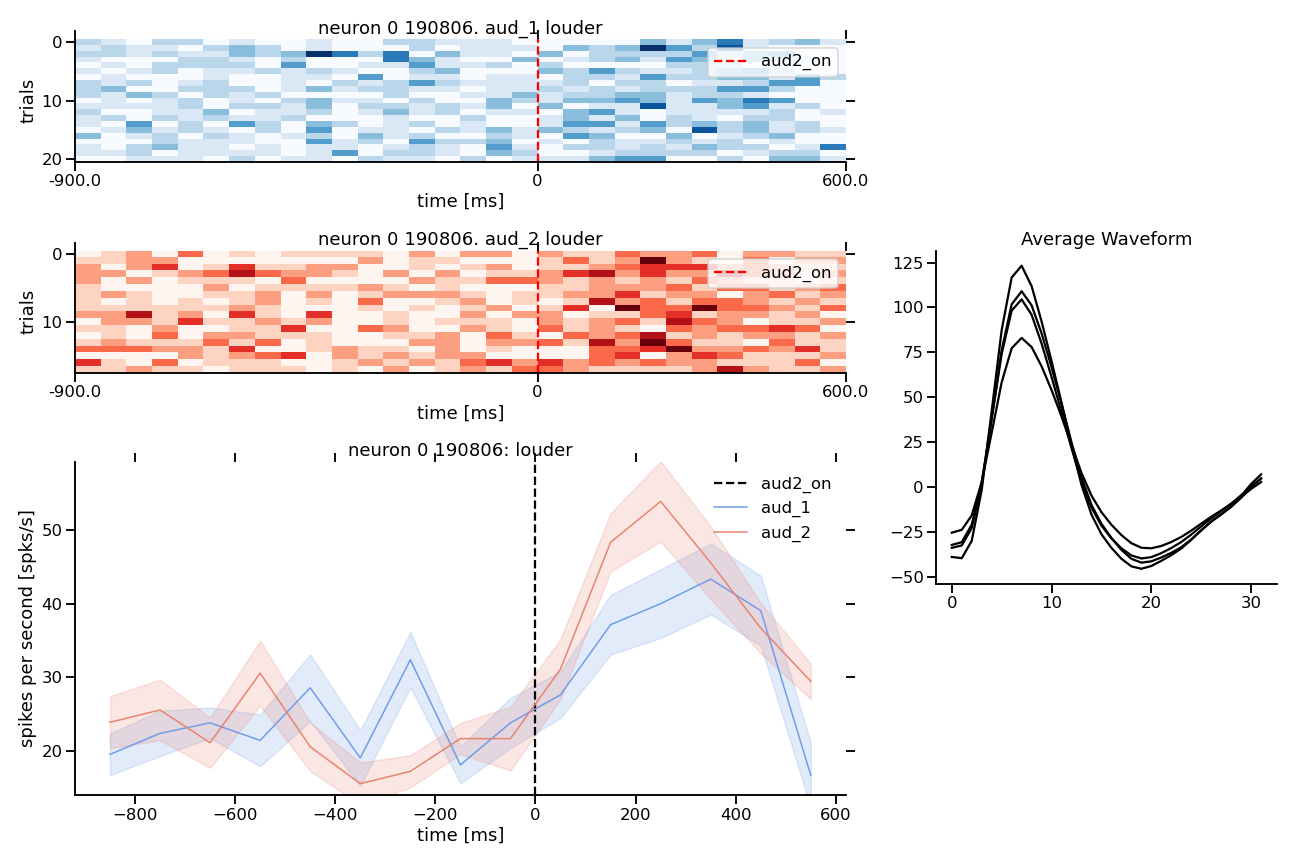 neuron 0 190806. aud_1 louder
trials
0
10
20
aud2_on
-900.0
0
600.0
time [ms]
neuron 0 190806. aud_2 louder
trials
0
10
aud2_on
-900.0
0
600.0
time [ms]
neuron 0 190806: louder
spikes per second [spks/s]
50
40
30
20
aud2_on
aud_1
aud_2
−800
−600
−400
−200
0
200
400
600
time [ms]
Average Waveform
125
100
75
50
25
0
−25
−50
0
10
20
30